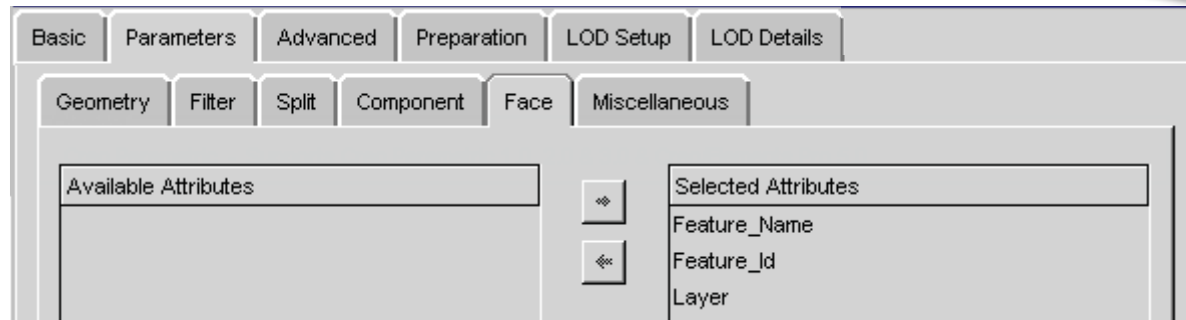 Basic Parameters Advanced Preparation LOD Setup LOD Details
Geometry Filter Split Component Face Miscellaneous
Available Attributes Selected Attributes
Feature_Name
Feature_Id
Layer